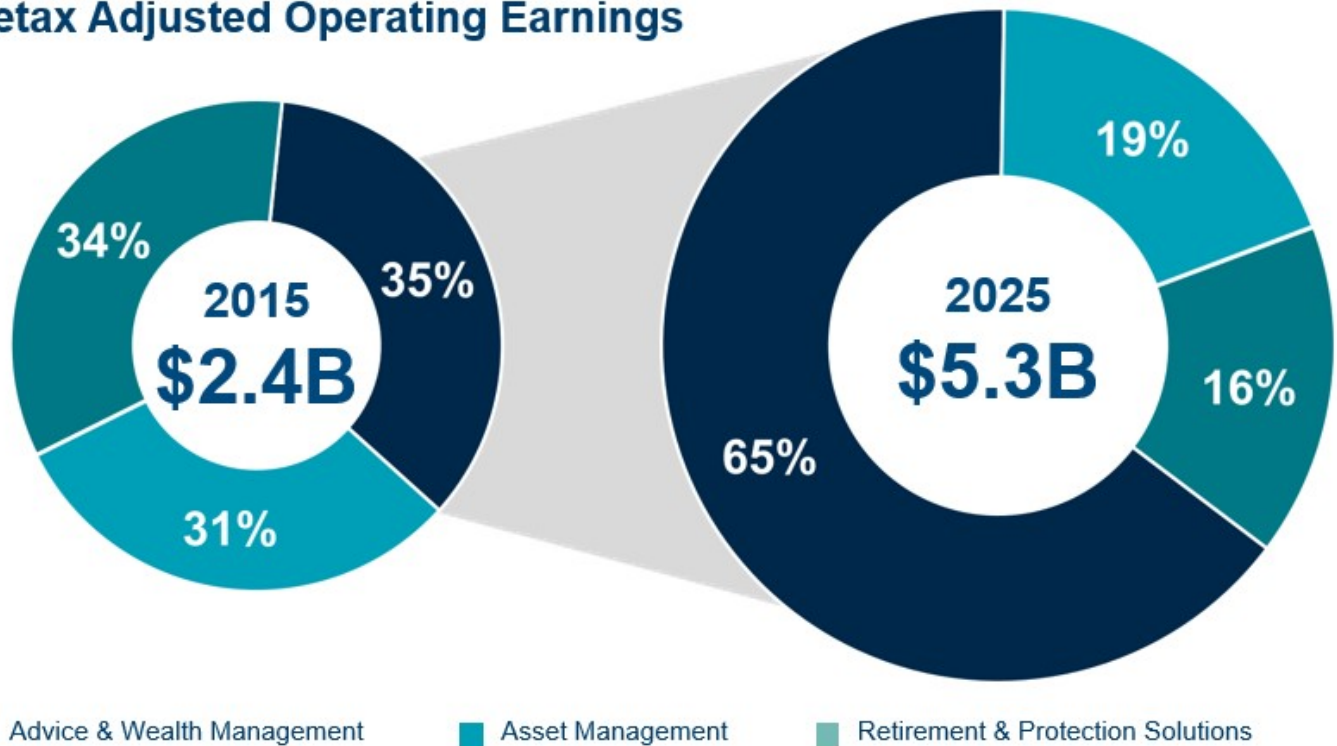 etax Adjusted Operating Earnings
34%
35%
31%
2015
$2.4B
19%
16%
65%
2025
$5.3B
Advice & Wealth Management
Asset Management
Retirement & Protection Solutions